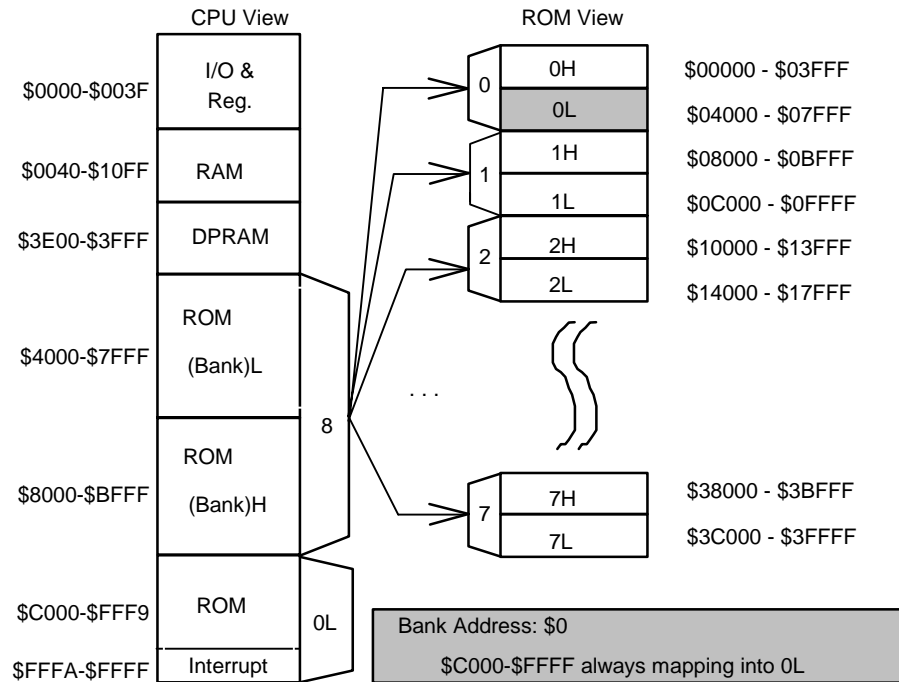 CPU View
$0000-$003F
I/O &
Reg.
$0040-$10FF
RAM
$3E00-$3FFF
DPRAM
$4000-$7FFF
ROM
(Bank)L
$8000-$BFFF
ROM
(Bank)H
8
$C000-$FFF9
ROM
0L
$FFFA-$FFFF
Interrupt
. . .
ROM View
0
0H
$00000 - $03FFF
0L
$04000 - $07FFF
1
1H
$08000 - $0BFFF
1L
$0C000 - $0FFFF
2
2H
$10000 - $13FFF
2L
$14000 - $17FFF
7
7H
$38000 - $3BFFF
7L
$3C000 - $3FFFF
Bank Address: $0
$C000-$FFFF always mapping into 0L